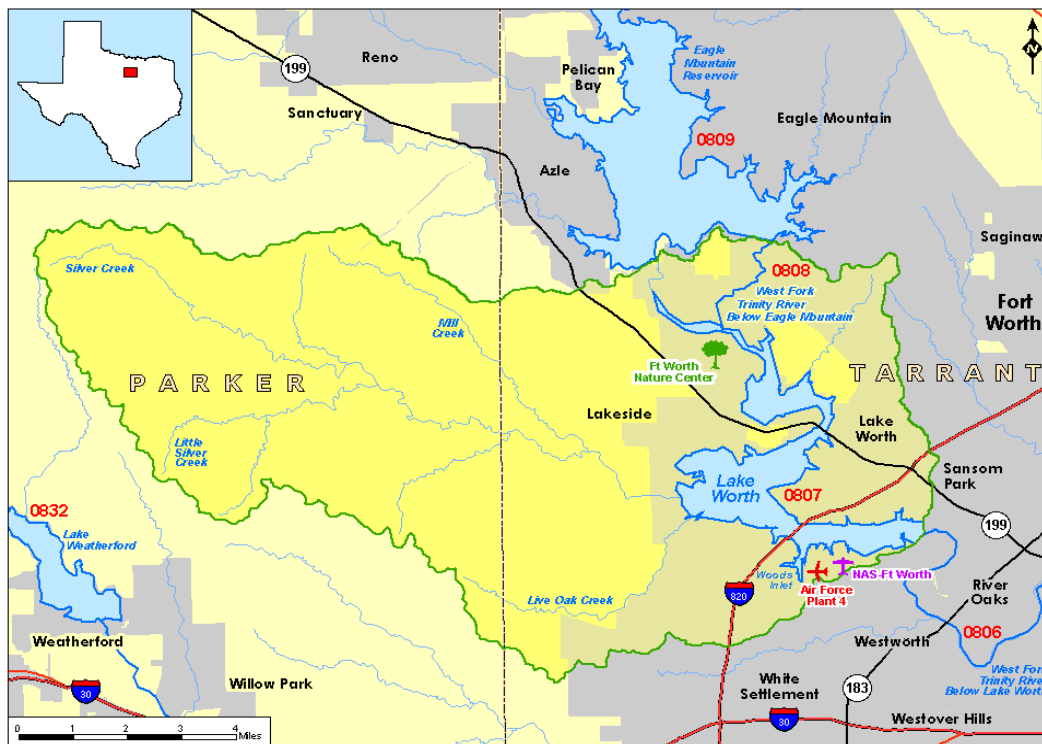 Reno
199
Sanctuary
Pelican
Bay
Eagle
Mountain
Reservoir
0809
Eagle Mountain
Azle
N
Saginaw
Silver Creek
Mill
Creek
0808
West Fork
Trinity River
Below Eagle Mountain
Fort
Worth
Ft Worth
Nature Center
PARKER
TARRANT
Lakeside
Lake
Worth
Little
Silver
Creek
Lake
Worth
0807
Sansom
Park
199
0832
Lake
Weatherford
Woods
Inlet
Air Force
Plant 4
NAS-Ft Worth
820
Live Oak Creek
River
Oaks
0806
Weatherford
Westworth
West Fork
Trinity River
Below Lake Worth
30
Willow Park
White
Settlement
183
30
Westover Hills
0 1 2 3 4
Miles